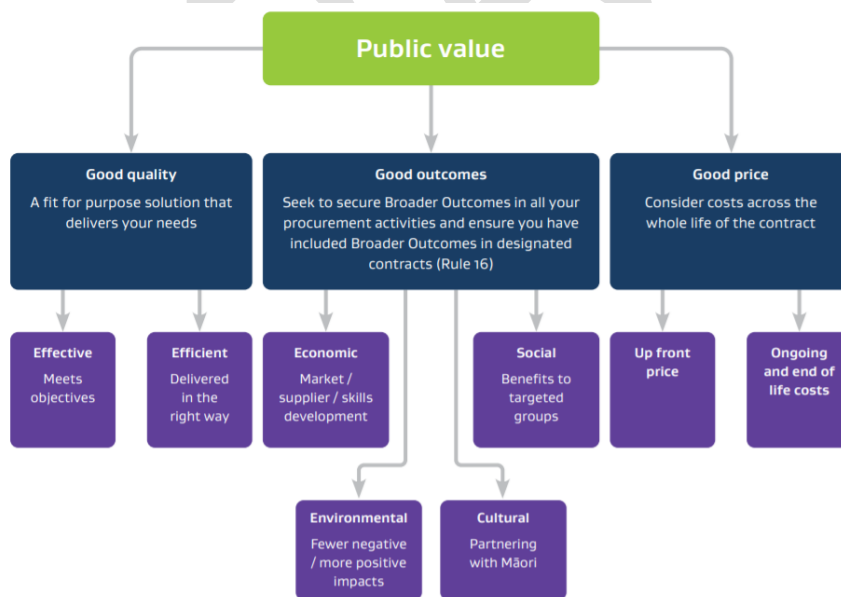 Public value
Good quality
A fit for purpose solution that
delivers your needs
Good outcomes
Seek to secure Broader Outcomes in all your
procurement activities and ensure you have
included Broader Outcomes in designated
contracts (Rule 16)
Good price
Consider costs across the
whole life of the contract
Effective
Meets
objectives
Efficient
Delivered
in the
right way
Economic
Market /
supplier / skills
development
Social
Benefits to
targeted
groups
Up front
price
Ongoing
and end of
life costs
Environmental
Fewer negative
/ more positive
impacts
Cultural
Partnering
with Māori